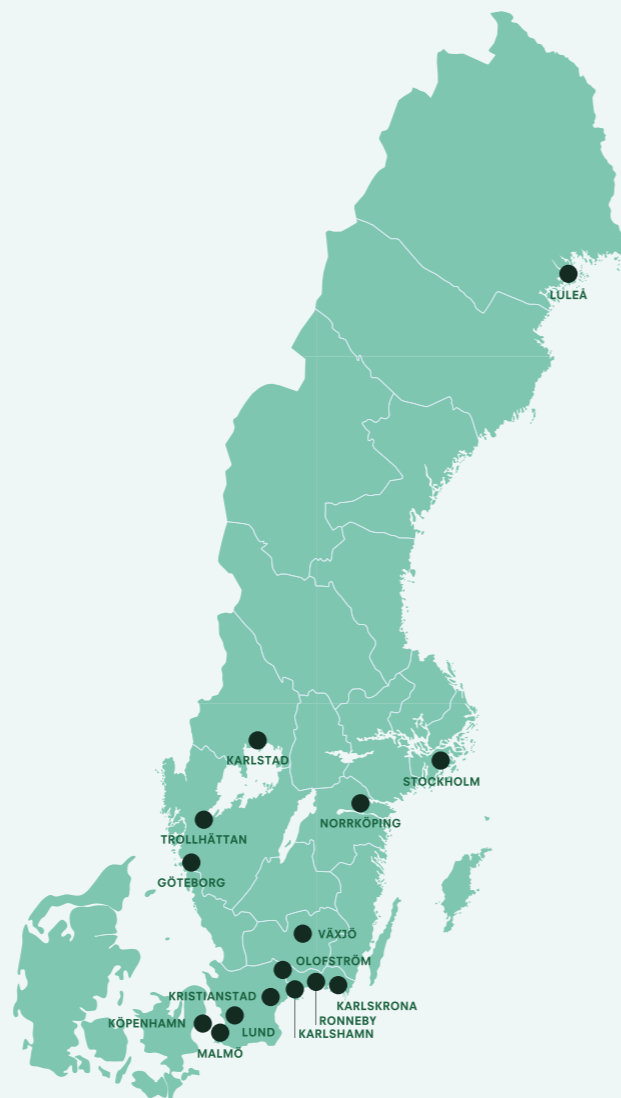 LULEÅ
KARLSTAD
STOCKHOLM
NORRKÖPING
TROLLHÄTTAN
GÖTEBORG
VÄXJÖ
OLOFSTRÖM
KRISTIANSTAD
KARLSKRONA
RONNEBY
KÖPENHAMN
LUND
KARLSHAMN
MALMÖ